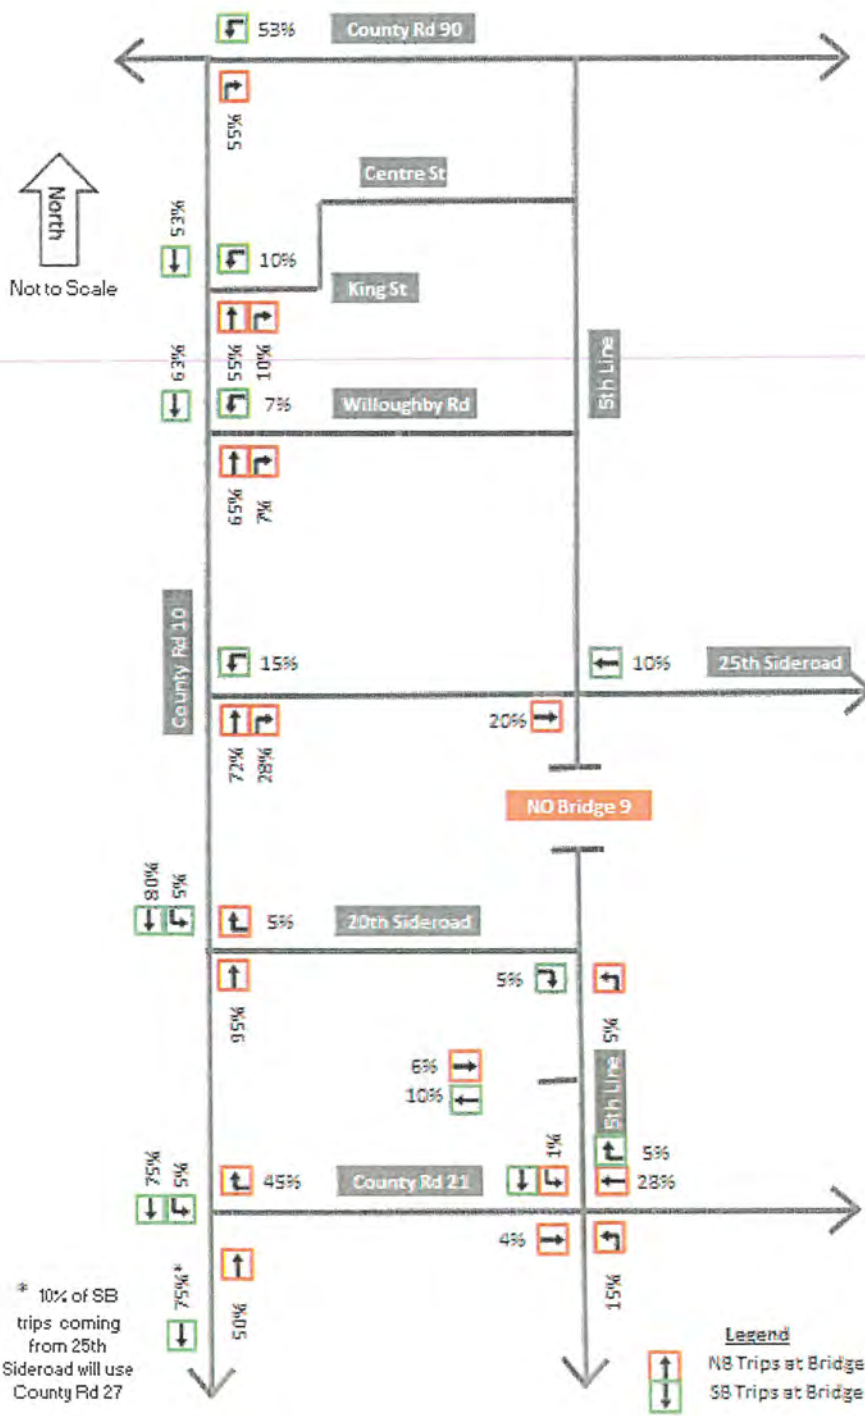 53%
County Rd 90
55%
Centre St
North
53%
10%
Not to Scale
King St
63%
55%
10%
5th Line
7%
Willoughby Rd
65%
7%
County Rd 10
15%
10%
25th Sideroad
72%
28%
20%
NO Bridge 9
80%
5%
5%
20th Sideroad
95%
5%
5%
6%
10%
5th Line
75%
5%
45%
County Rd 21
1%
5%
28%
4%
15%
75%*
50%
* 10% of SB
trips coming
from 25th
Sideroad will use
County Rd 27
Legend
NB Trips at Bridge
SB Trips at Bridge